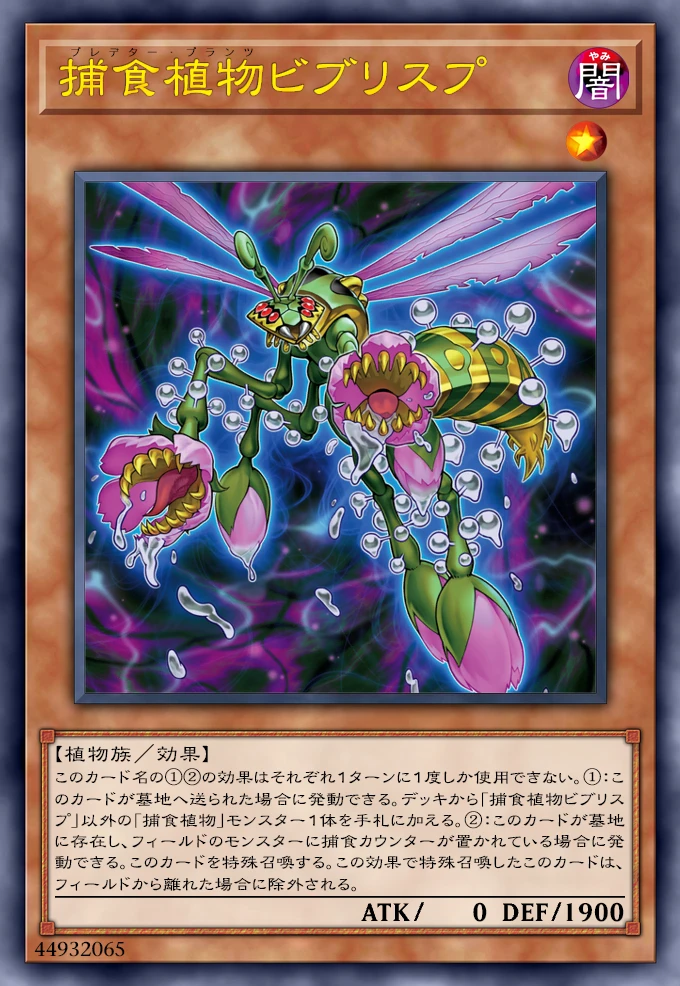 プレデター・プランツ
捕食植物ビブリスプ
やみ
闇
【植物族／効果】
このカード名の①②の効果はそれぞれ1ターンに1度しか使用できない。①：こ
のカードが墓地へ送られた場合に発動できる。デッキから「捕食植物ビブリス
プ」以外の「捕食植物」モンスター1体を手札に加える。②：このカードが墓地
に存在し、フィールドのモンスターに捕食カウンターが置かれている場合に発
動できる。このカードを特殊召喚する。この効果で特殊召喚したこのカードは、
フィールドから離れた場合に除外される。
ATK/ 0 DEF/1900
44932065